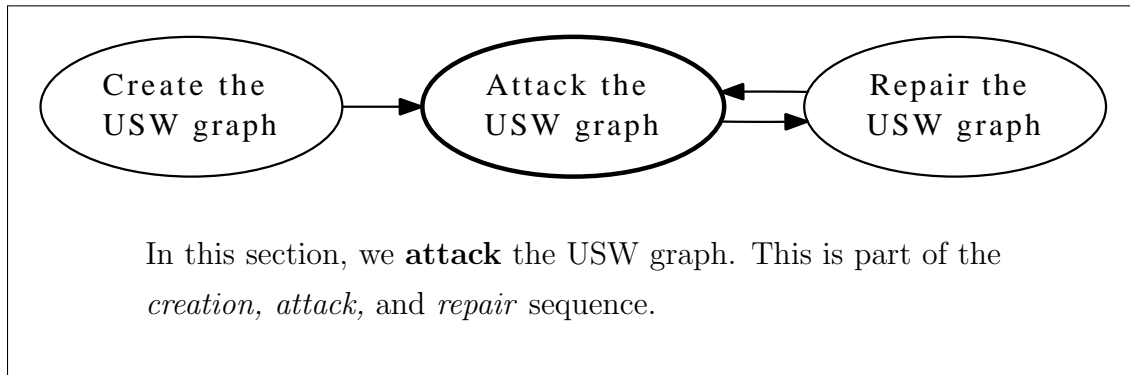 Create the
USW graph
Attack the
USW graph
Repair the
USW graph
In this section, we attack the USW graph. This is part of the
creation, attack, and repair sequence.